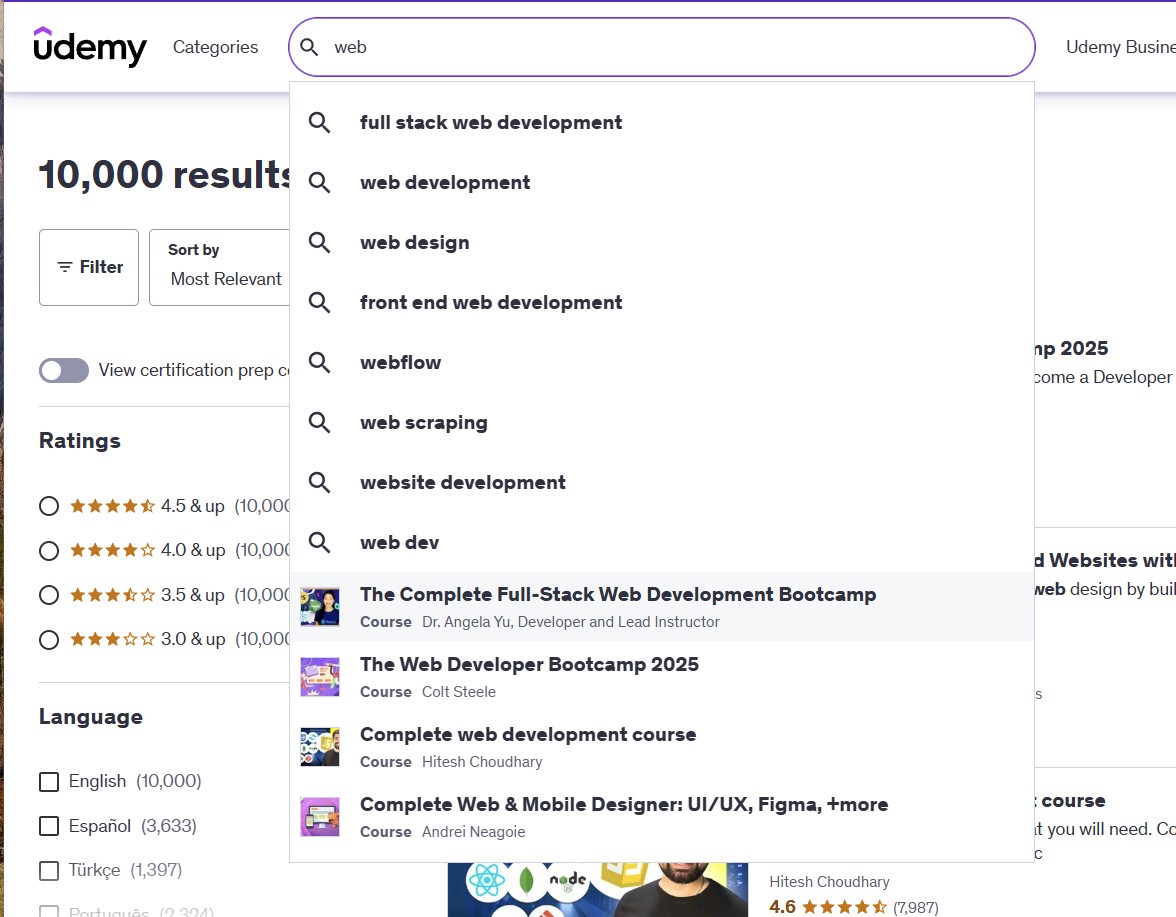 udemy
Categories
web
Udemy Busine
full stack web development
web development
web design
front end web development
webflow
web scraping
website development
web dev
The Complete Full-Stack Web Development Bootcamp
Course Dr. Angela Yu, Developer and Lead Instructor
The Web Developer Bootcamp 2025
Course Colt Steele
Complete web development course
Course Hitesh Choudhary
Complete Web & Mobile Designer: UI/UX, Figma, +more
Course Andrei Neagoie
10,000 results
Filter
Sort by
Most Relevant
View certification prep co
Ratings
4.5 & up (10,000
4.0 & up (10,000
3.5 & up (10,000
3.0 & up (10,000
Language
English (10,000)
Español (3,633)
Türkçe (1,397)
Português (2,324)
mp 2025
come a Developer
d Websites with
web design by buil
s
t course
at you will need. Co
c
node
JS
Hitesh Choudhary
4.6 (7,987)